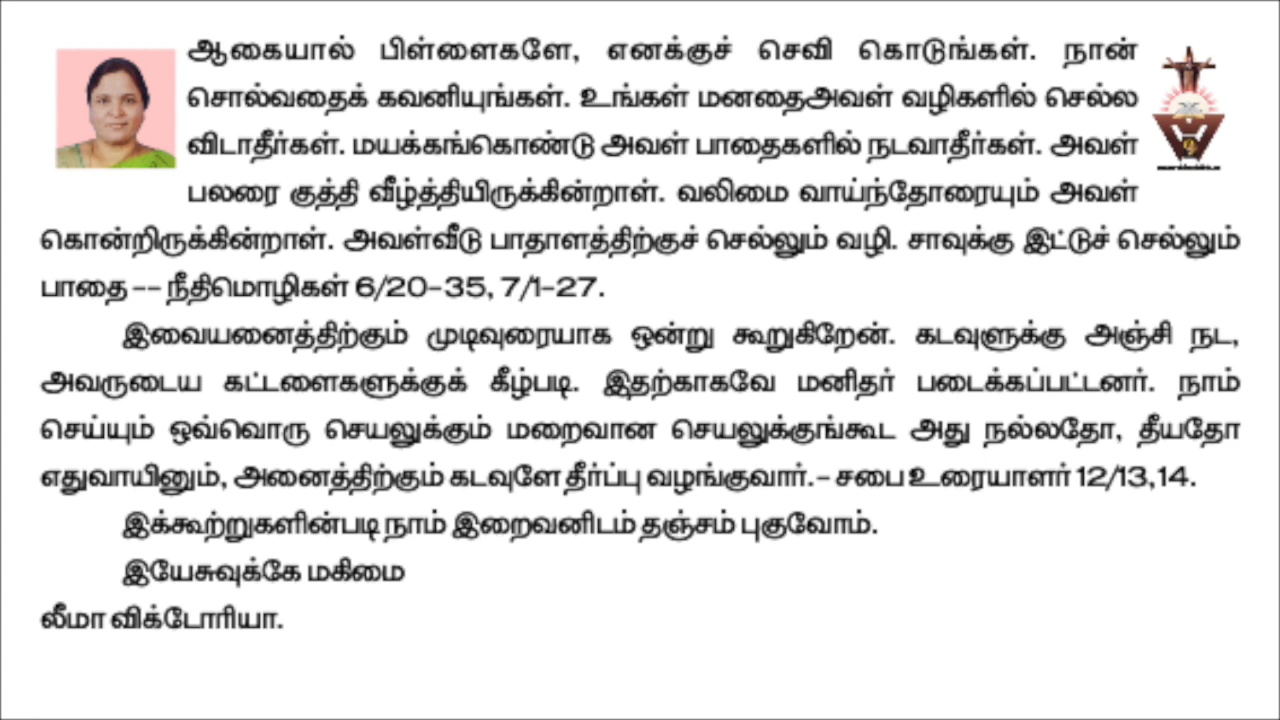 ஆகையால் பிள்ளைகளே, எனக்குச் செவி கொடுங்கள். நான்
சொல்வதைக் கவனியுங்கள். உங்கள் மனதைஅவள் வழிகளில் செல்ல
விடாதீர்கள். மயக்கங்கொண்டு அவள் பாதைகளில் நடவாதீர்கள். அவள்
பலரை குத்தி வீழ்த்தியிருக்கின்றாள். வலிமை வாய்ந்தோரையும் அவள்
கொன்றிருக்கின்றாள். அவள்வீடு பாதாளத்திற்குச் செல்லும் வழி. சாவுக்கு இட்டுச் செல்லும்
பாதை -- நீதிமொழிகள் 6/20-35, 7/1-27.
இவையனைத்திற்கும் முடிவுரையாக ஒன்று கூறுகிறேன். கடவுளுக்கு அஞ்சி நட,
அவருடைய கட்டளைகளுக்குக் கீழ்படி. இதற்காகவே மனிதர் படைக்கப்பட்டனர். நாம்
செய்யும் ஒவ்வொரு செயலுக்கும் மறைவான செயலுக்குங்கூட அது நல்லதோ, தீயதோ
எதுவாயினும், அனைத்திற்கும் கடவுளே தீர்ப்பு வழங்குவார்.- சபை உரையாளர் 12/13,14.
இக்கூற்றுகளின்படி நாம் இறைவனிடம் தஞ்சம் புகுவோம்.
இயேசுவுக்கே மகிமை
லீமா விக்டோரியா.